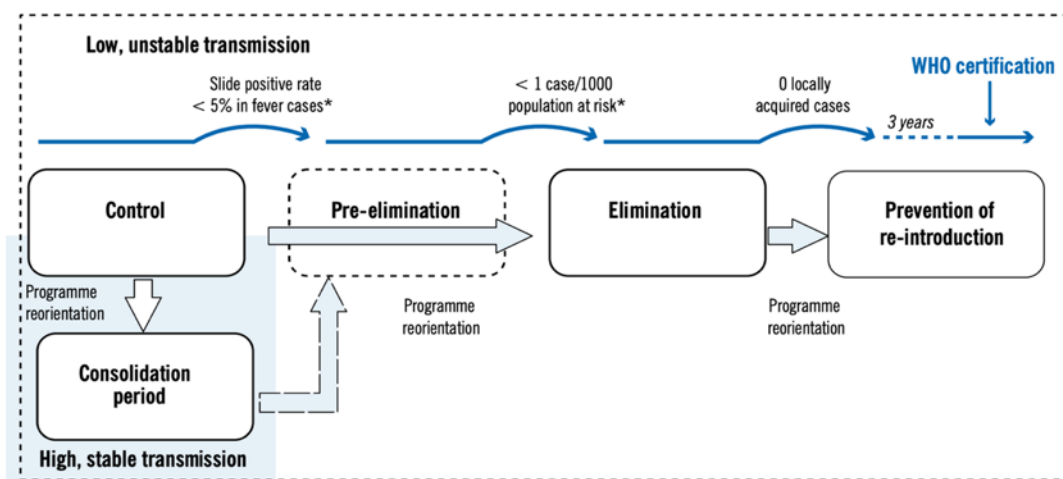 Low, unstable transmission
WHO certification
Slide positive rate
< 5% in fever cases*
< 1 case/1000
population at risk*
0 locally
acquired cases
3 years
Control
Pre-elimination
Elimination
Prevention of
re-introduction
Programme
reorientation
Programme
reorientation
Programme
reorientation
Consolidation
period
High, stable transmission